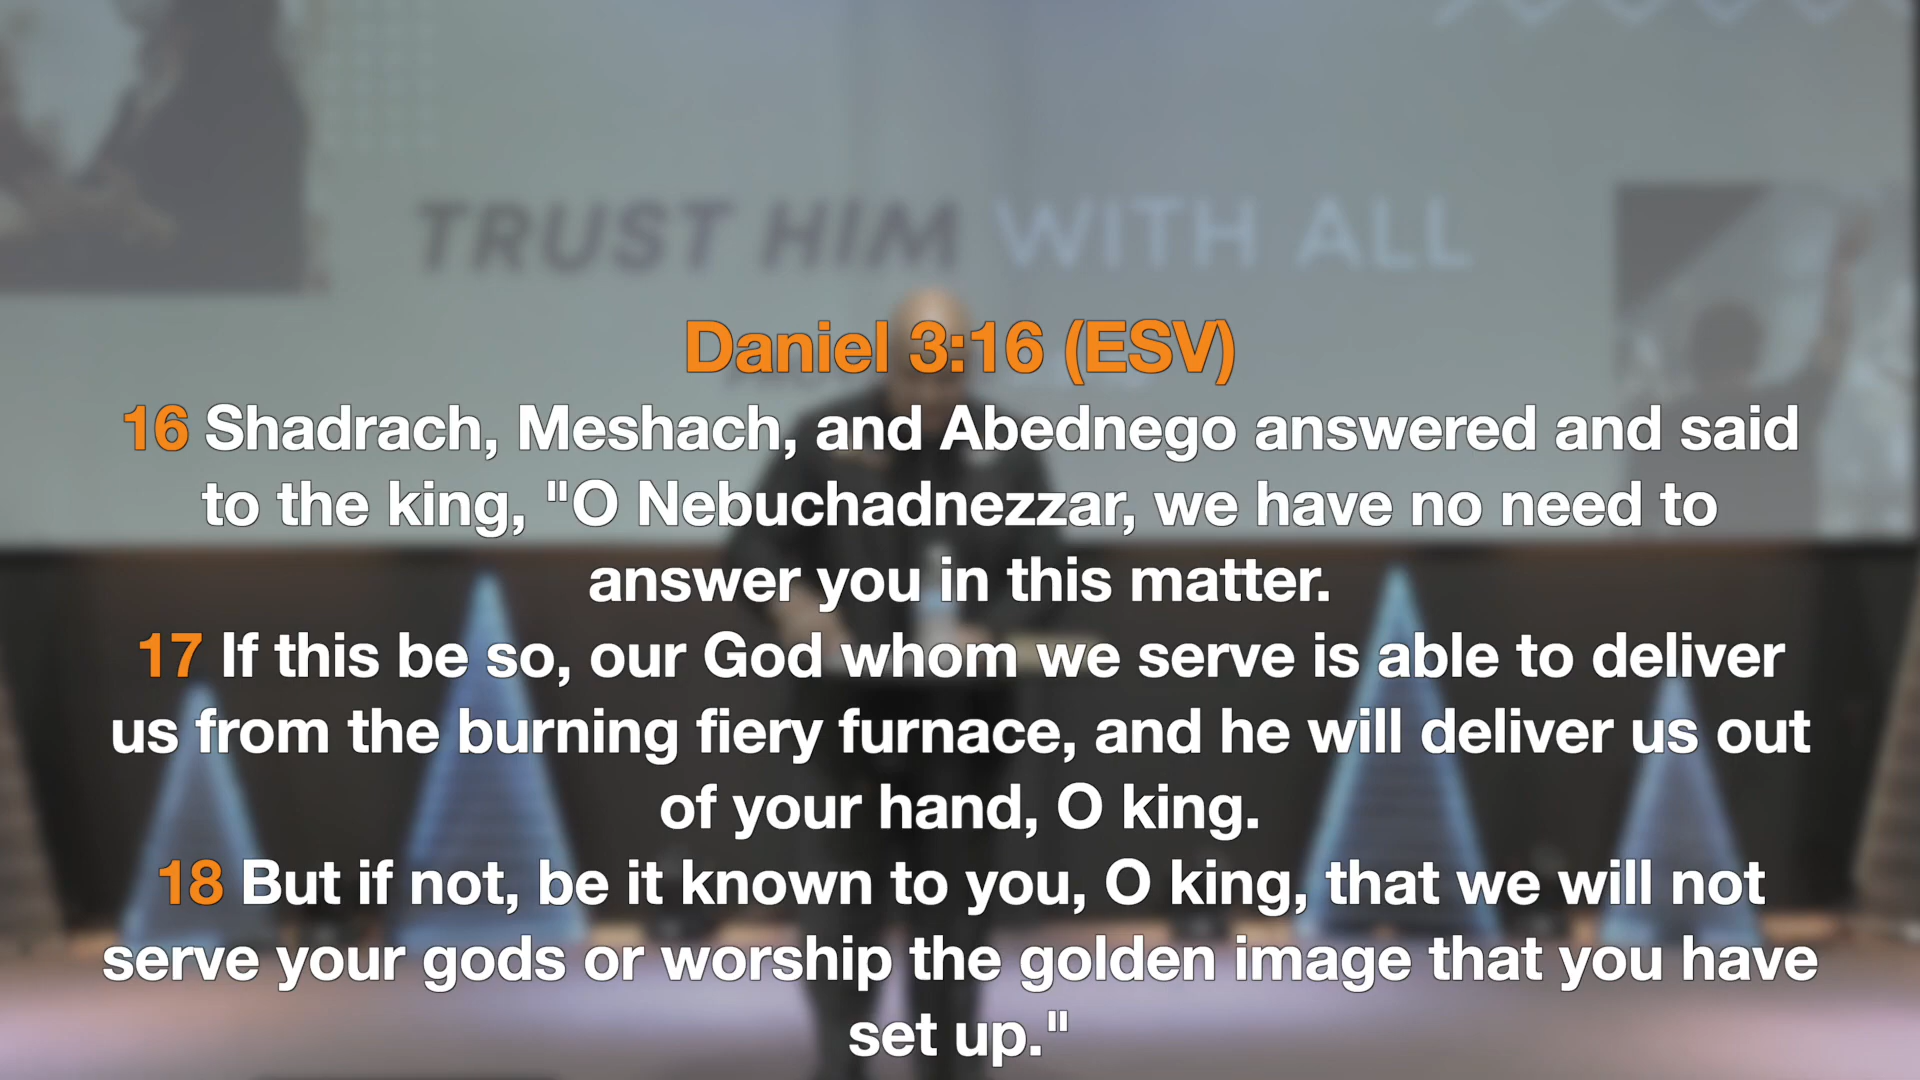 TRUST HIM WITH ALL
Daniel 3:16 (ESV)
16 Shadrach, Meshach, and Abednego answered and said
to the king, "O Nebuchadnezzar, we have no need to
answer you in this matter.
17 If this be so, our God whom we serve is able to deliver
us from the burning fiery furnace, and he will deliver us out
of your hand, O king.
18 But if not, be it known to you, O king, that we will not
serve your gods or worship the golden image that you have
set up."